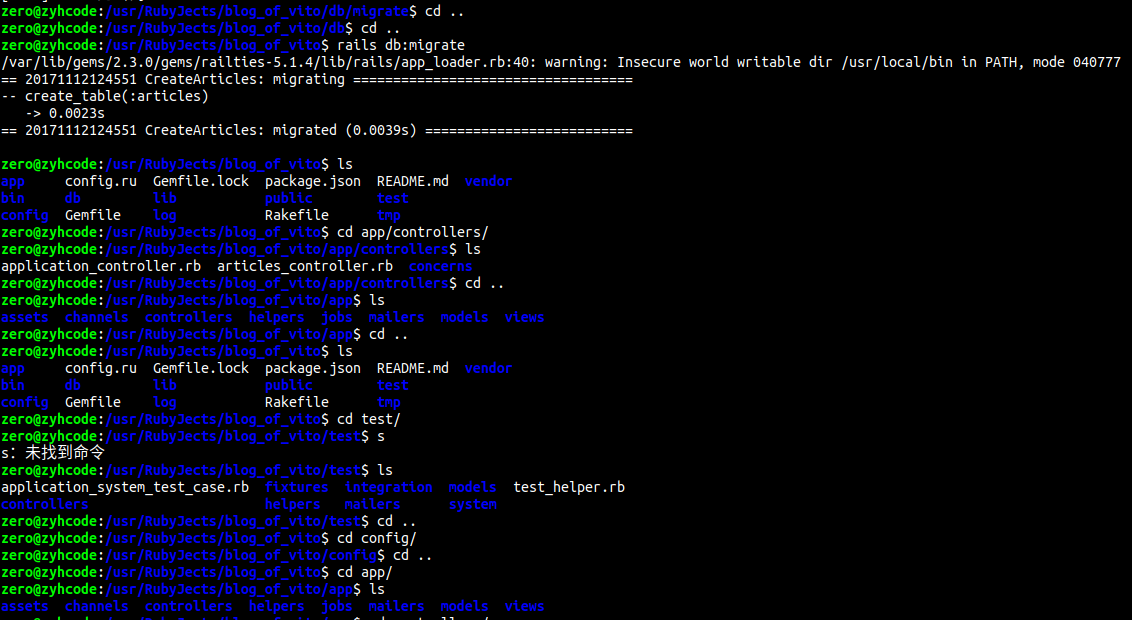 zero@zyhcode:/usr/RubyJects/blog_of_vito/db/migrate$ cd ..
zero@zyhcode:/usr/RubyJects/blog_of_vito/db$ cd ..
zero@zyhcode:/usr/RubyJects/blog_of_vito$ rails db:migrate
/var/lib/gems/2.3.0/gems/railties-5.1.4/lib/rails/app_loader.rb:40: warning: Insecure world writable dir /usr/local/bin in PATH, mode 040777
== 20171112124551 CreateArticles: migrating ===================================
-- create_table(:articles)
   -> 0.0023s
== 20171112124551 CreateArticles: migrated (0.0039s) ==========================

zero@zyhcode:/usr/RubyJects/blog_of_vito$ ls
app     config.ru  Gemfile.lock  package.json  README.md  vendor
bin     db         lib           public        test
config  Gemfile    log           Rakefile      tmp
zero@zyhcode:/usr/RubyJects/blog_of_vito$ cd app/controllers/
zero@zyhcode:/usr/RubyJects/blog_of_vito/app/controllers$ ls
application_controller.rb  articles_controller.rb  concerns
zero@zyhcode:/usr/RubyJects/blog_of_vito/app/controllers$ cd ..
zero@zyhcode:/usr/RubyJects/blog_of_vito/app$ ls
assets  channels  controllers  helpers  jobs  mailers  models  views
zero@zyhcode:/usr/RubyJects/blog_of_vito/app$ cd ..
zero@zyhcode:/usr/RubyJects/blog_of_vito$ ls
app     config.ru  Gemfile.lock  package.json  README.md  vendor
bin     db         lib           public        test
config  Gemfile    log           Rakefile      tmp
zero@zyhcode:/usr/RubyJects/blog_of_vito$ cd test/
zero@zyhcode:/usr/RubyJects/blog_of_vito/test$ s
s：未找到命令
zero@zyhcode:/usr/RubyJects/blog_of_vito/test$ ls
application_system_test_case.rb  fixtures  integration  models  test_helper.rb
controllers                      helpers   mailers      system
zero@zyhcode:/usr/RubyJects/blog_of_vito/test$ cd ..
zero@zyhcode:/usr/RubyJects/blog_of_vito$ cd config/
zero@zyhcode:/usr/RubyJects/blog_of_vito/config$ cd ..
zero@zyhcode:/usr/RubyJects/blog_of_vito$ cd app/
zero@zyhcode:/usr/RubyJects/blog_of_vito/app$ ls
assets  channels  controllers  helpers  jobs  mailers  models  views